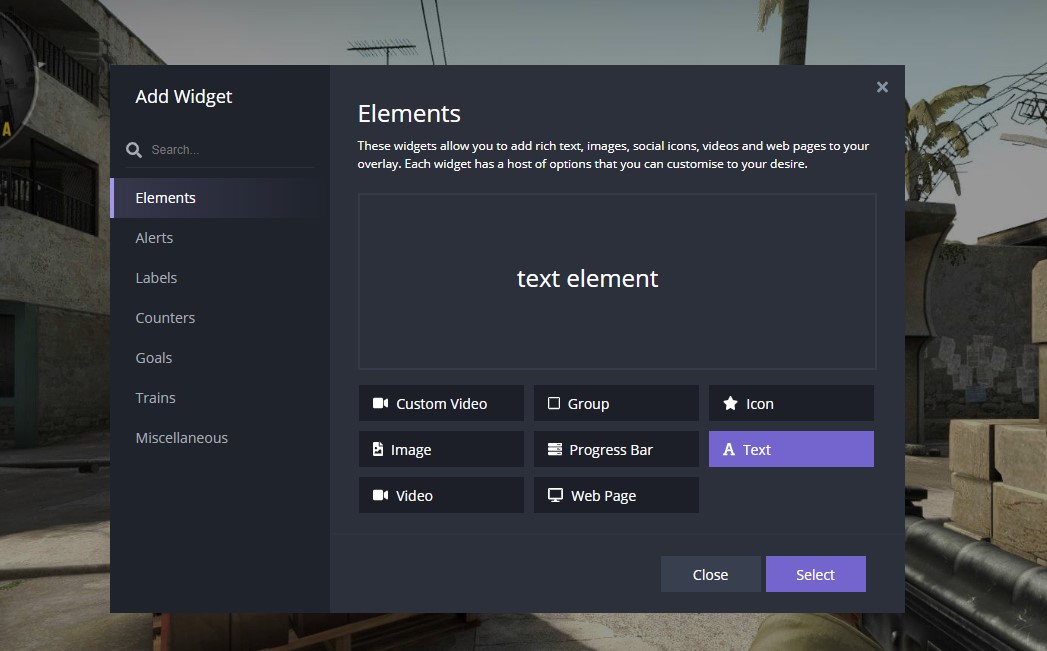 Add Widget
Search...
Elements
Alerts
Labels
Counters
Goals
Trains
Miscellaneous
Elements
These widgets allow you to add rich text, images, social icons, videos and web pages to your
overlay. Each widget has a host of options that you can customise to your desire.
text element
Custom Video
Group
Icon
Image
Progress Bar
A Text
Video
Web Page
Close
Select
A